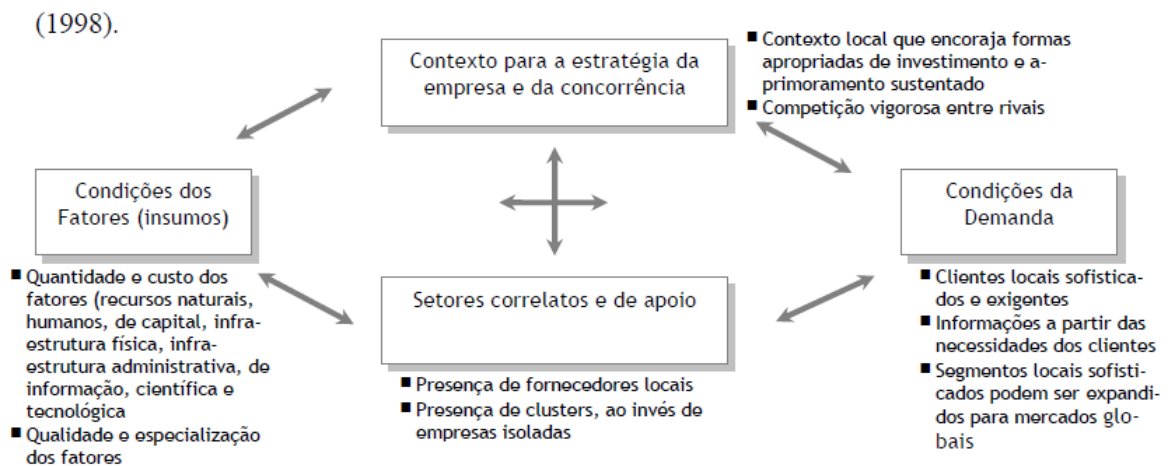 (1998).
Contexto para a estratégia da
empresa e da concorrência
■ Contexto local que encoraja formas
apropriadas de investimento e a-
primoramento sustentado
■ Competição vigorosa entre rivais
Condições dos
Fatores (insumos)
■ Quantidade e custo dos
fatores (recursos naturais,
humanos, de capital, infra-
estrutura física, infra-
estrutura administrativa, de
informação, científica e
tecnológica
■ Qualidade e especialização
dos fatores
Setores correlatos e de apoio
■ Presença de fornecedores locais
■ Presença de clusters, ao invés de
empresas isoladas
Condições da
Demanda
■ Clientes locais sofistica-
dos e exigentes
■ Informações a partir das
necessidades dos clientes
■ Segmentos locais sofisti-
cados podem ser expandi-
dos para mercados glo-
bais